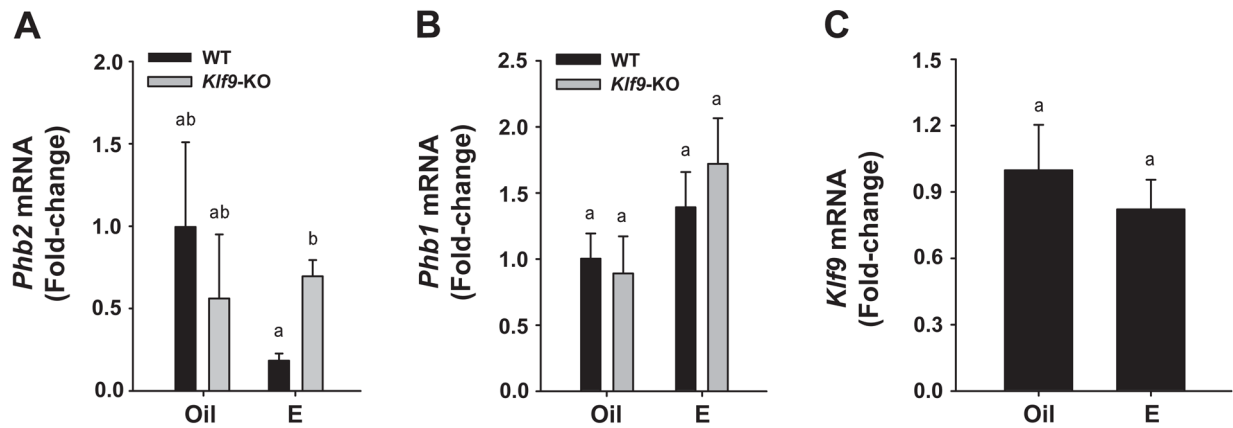 A
WT
Klf9-KO
Phb2 mRNA
(Fold-change)
2.0
1.5
1.0
0.5
0.0
ab
ab
a
b
Oil
E
B
WT
Klf9-KO
Phb1 mRNA
(Fold-change)
2.5
2.0
1.5
1.0
0.5
0.0
a
a
a
a
Oil
E
C
Klf9 mRNA
(Fold-change)
1.5
1.2
0.9
0.6
0.3
0.0
a
a
Oil
E